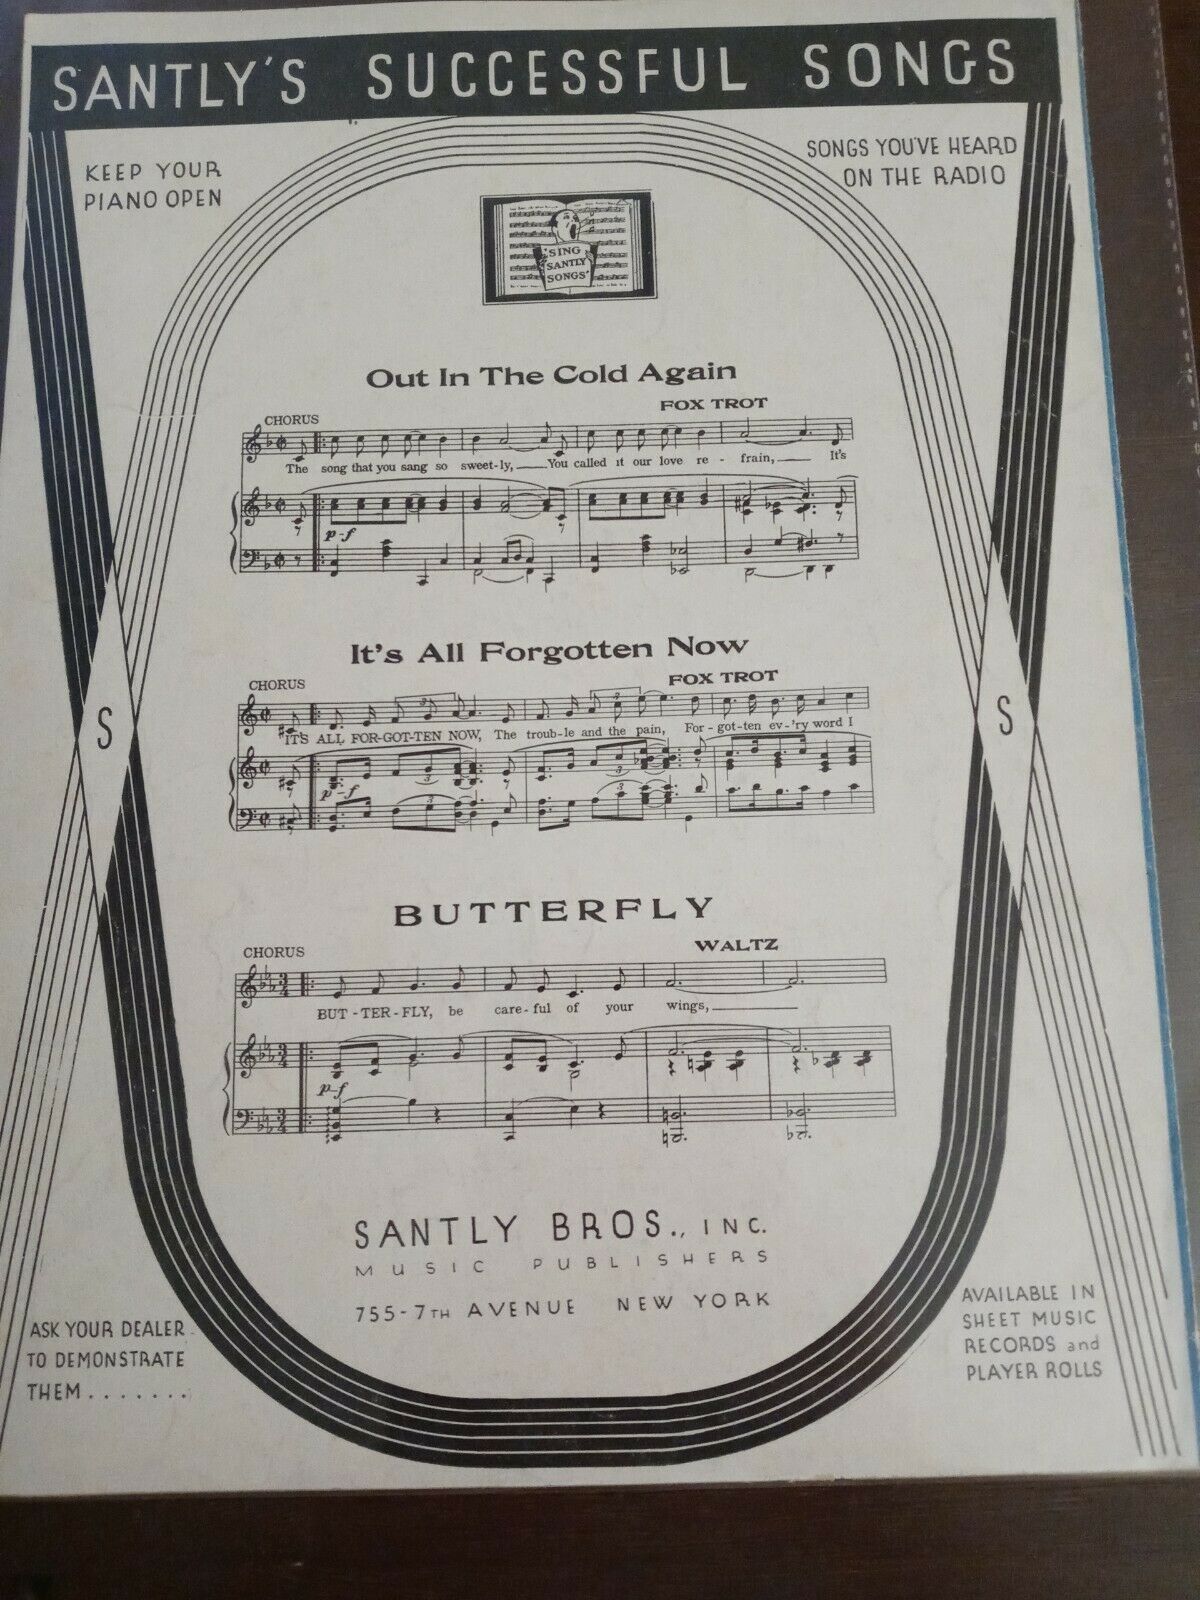 SANTLY'S SUCCESSFUL SONGS
KEEP YOUR
PIANO OPEN
SONGS YOU'VE HEARD
ON THE RADIO
"SING
SANTLY
SONGS"
Out In The Cold Again
FOX TROT
CHORUS
The song that you sang so sweet-ly, You called it our love re - frain, It's
p-f
It's All Forgotten Now
FOX TROT
CHORUS
IT'S ALL FOR-GOT-TEN NOW, The troub-le and the pain, For - got-ten ev-'ry word I
p-f
S
S
BUTTERFLY
WALTZ
CHORUS
BUT-TER-FLY, be care-ful of your wings,
p-f
SANTLY BROS., INC.
MUSIC PUBLISHERS
755-7TH AVENUE NEW YORK
ASK YOUR DEALER
TO DEMONSTRATE
THEM.......
AVAILABLE IN
SHEET MUSIC
RECORDS and
PLAYER ROLLS